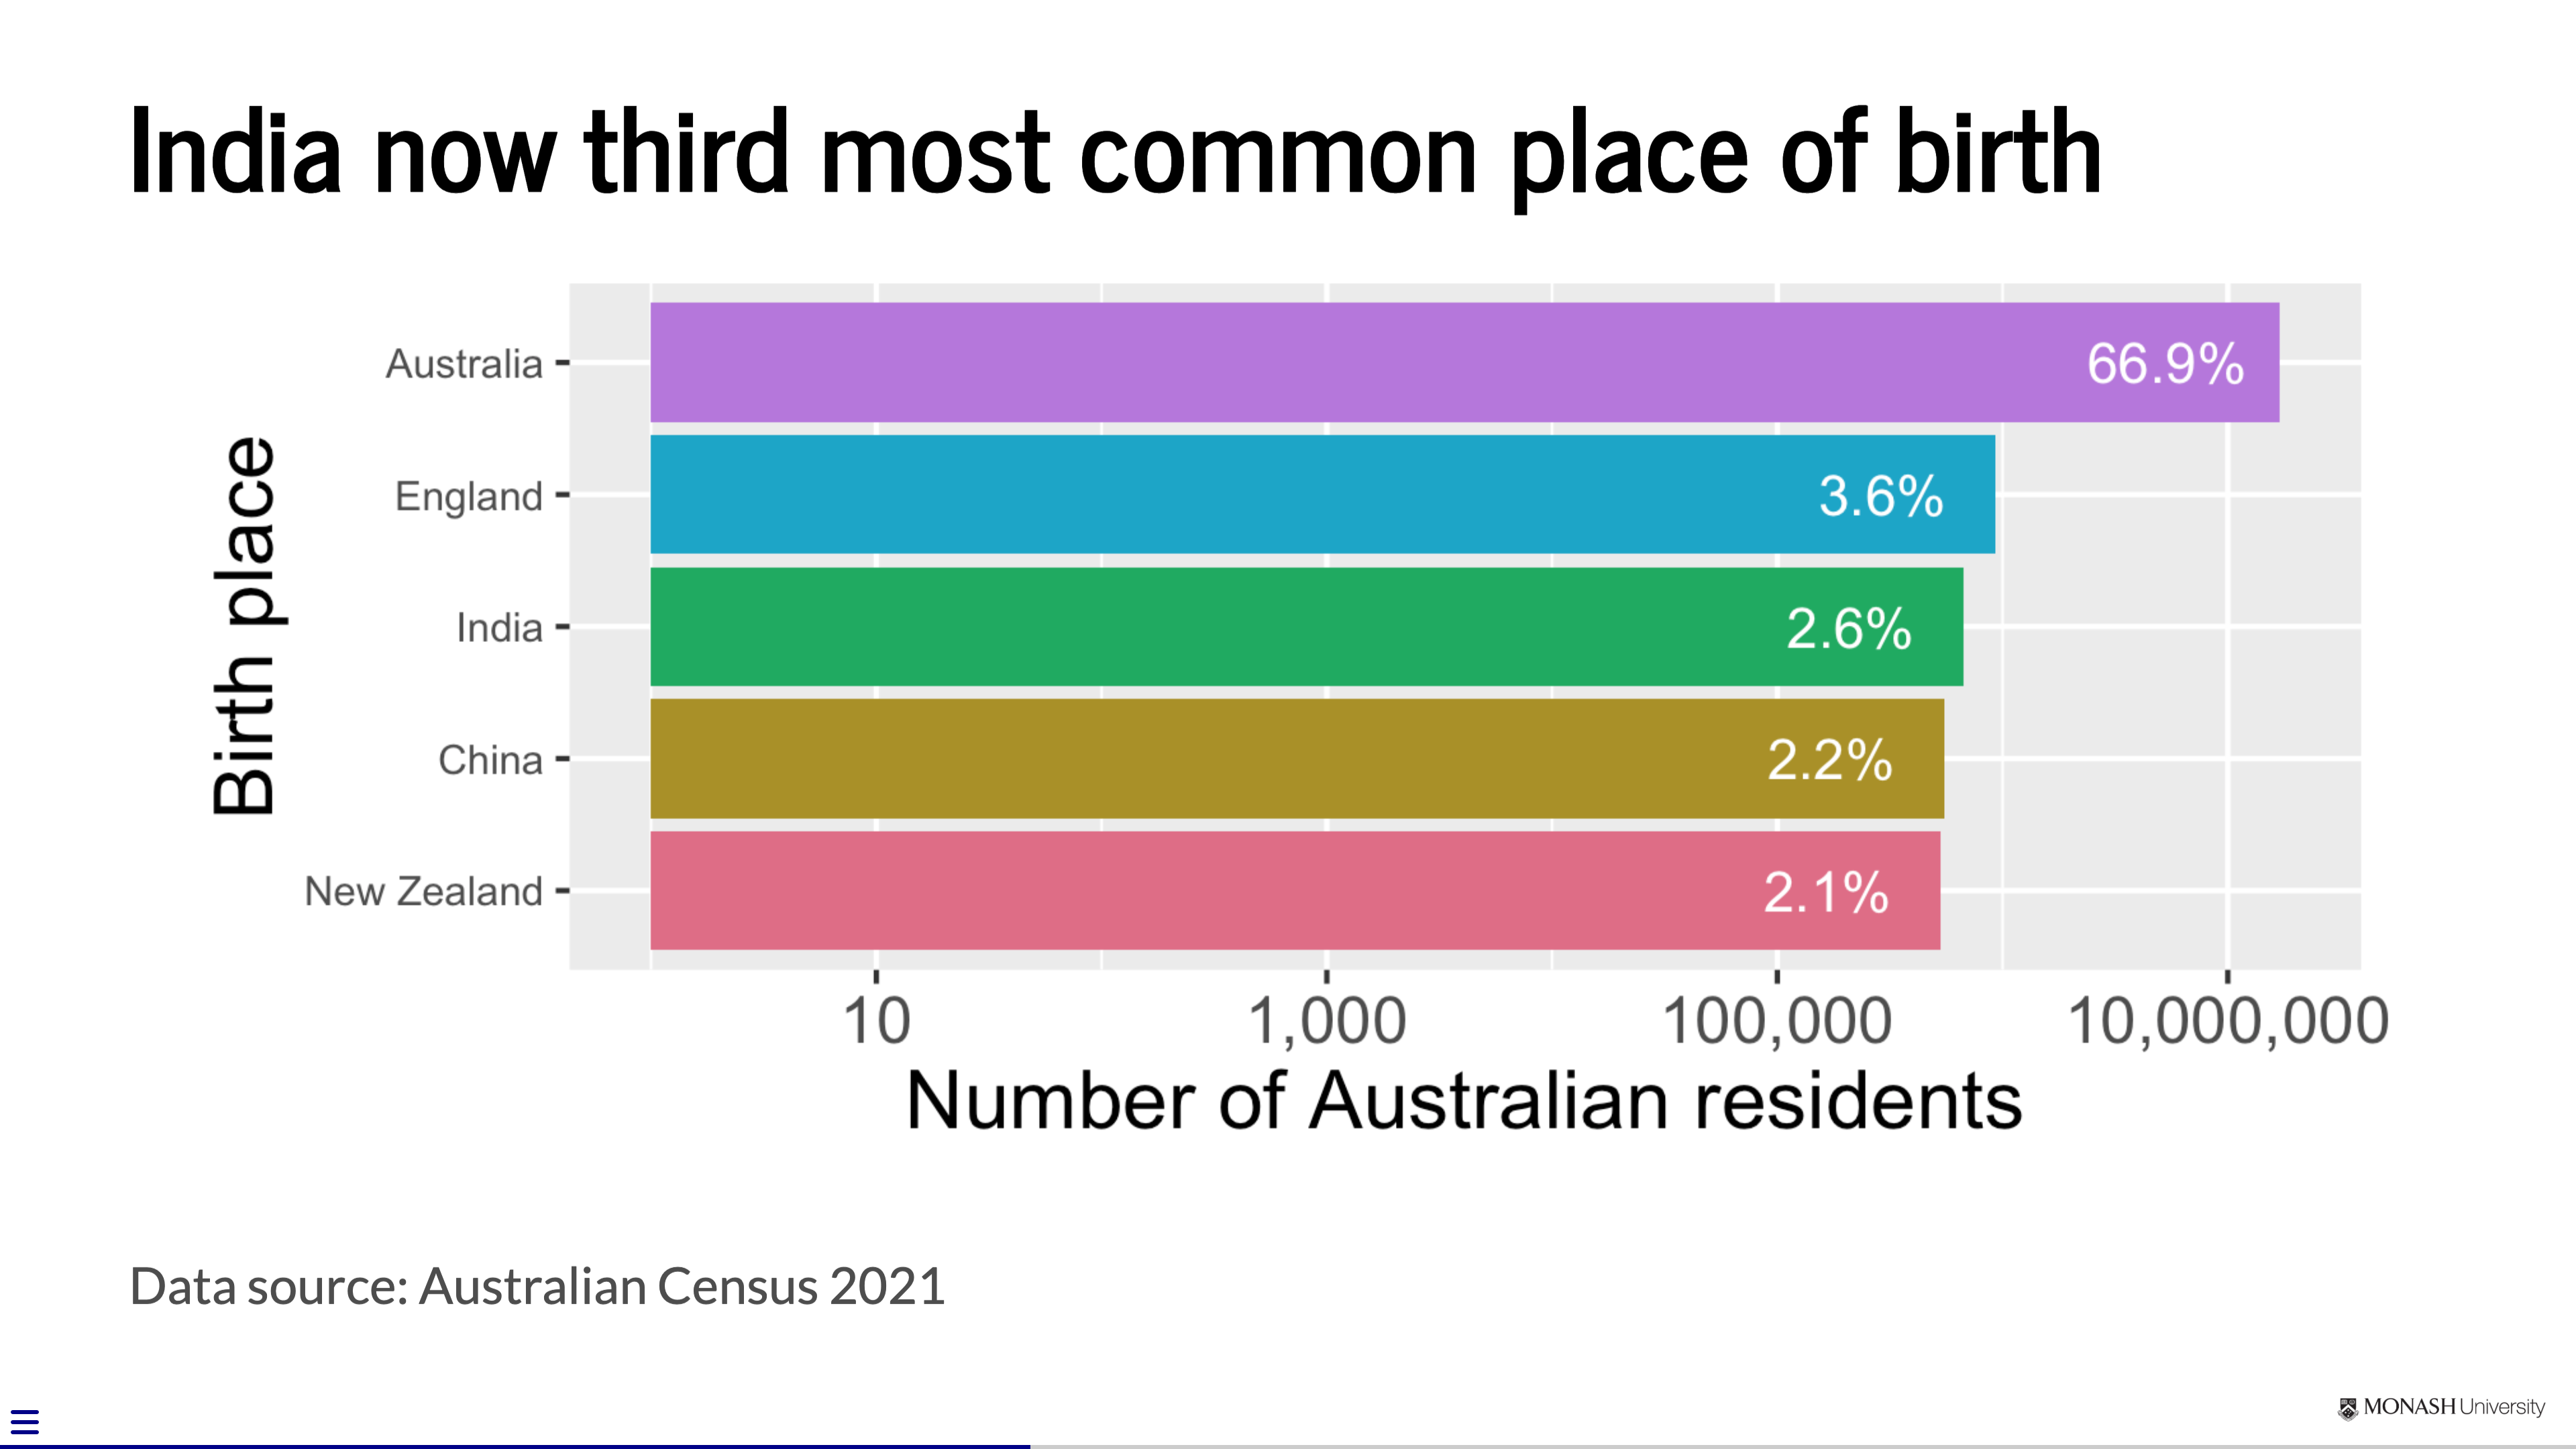 India now third most common place of birth
Birth place
Australia
66.9%
England
3.6%
India
2.6%
China
2.2%
New Zealand
2.1%
10 1,000 100,000 10,000,000
Number of Australian residents
Data source: Australian Census 2021
MONASH University